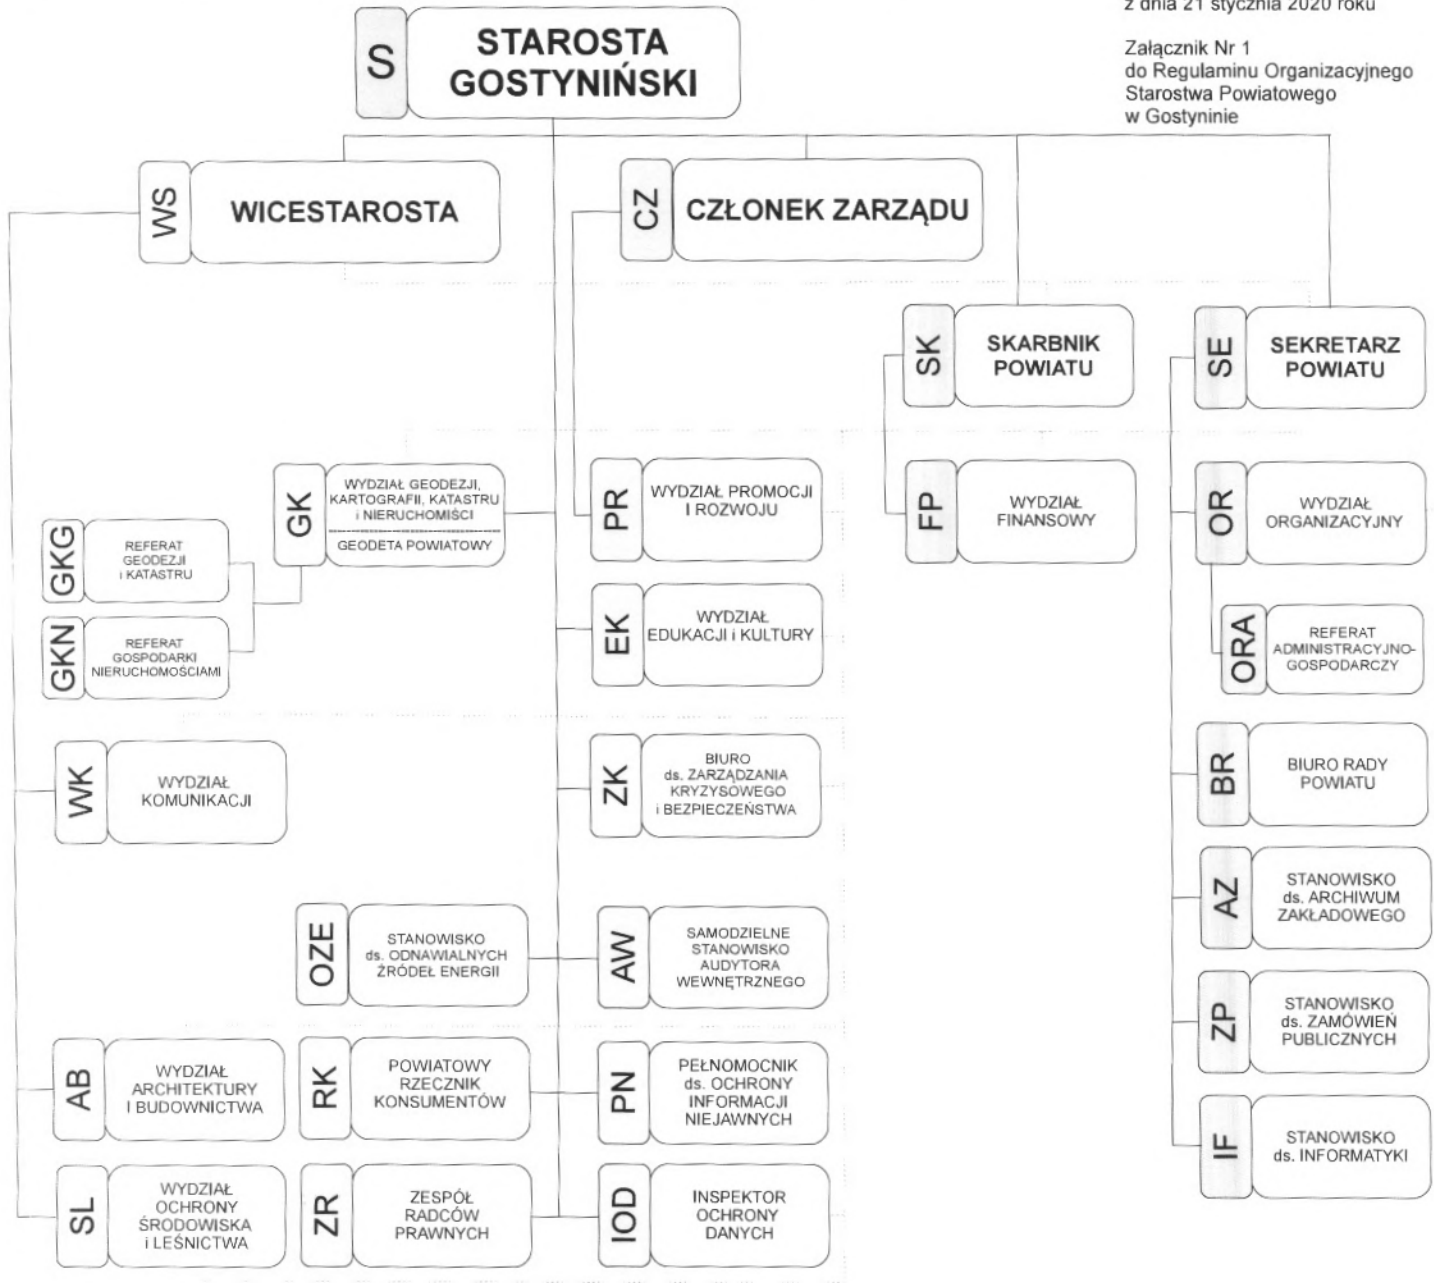 z dnia 21 stycznia 2020 roku
Załącznik Nr 1
do Regulaminu Organizacyjnego
Starostwa Powiatowego
w Gostyninie
S
STAROSTA
GOSTYNIŃSKI
WS
WICESTAROSTA
CZ
CZŁONEK ZARZĄDU
SK
SKARBNIK
POWIATU
SE
SEKRETARZ
POWIATU
GK
WYDZIAŁ GEODEZJI,
KARTOGRAFII, KATASTRU
i NIERUCHOMIŚCI
GEODETA POWIATOWY
PR
WYDZIAŁ PROMOCJI
I ROZWOJU
FP
WYDZIAŁ
FINANSOWY
OR
WYDZIAŁ
ORGANIZACYJNY
GKG
REFERAT
GEODEZJI
i KATASTRU
GKN
REFERAT
GOSPODARKI
NIERUCHOMOŚCIAMI
EK
WYDZIAŁ
EDUKACJI i KULTURY
ORA
REFERAT
ADMINISTRACYJNO-
GOSPODARCZY
WK
WYDZIAŁ
KOMUNIKACJI
ZK
BIURO
ds. ZARZĄDZANIA
KRYZYSOWEGO
i BEZPIECZEŃSTWA
BR
BIURO RADY
POWIATU
AZ
STANOWISKO
ds. ARCHIWUM
ZAKŁADOWEGO
OZE
STANOWISKO
ds. ODNAWIALNYCH
ŹRÓDEŁ ENERGII
AW
SAMODZIELNE
STANOWISKO
AUDYTORA
WEWNĘTRZNEGO
ZP
STANOWISKO
ds. ZAMÓWIEŃ
PUBLICZNYCH
AB
WYDZIAŁ
ARCHITEKTURY
I BUDOWNICTWA
RK
POWIATOWY
RZECZNIK
KONSUMENTÓW
PN
PEŁNOMOCNIK
ds. OCHRONY
INFORMACJI
NIEJAWNYCH
IF
STANOWISKO
ds. INFORMATYKI
SL
WYDZIAŁ
OCHRONY
ŚRODOWISKA
i LEŚNICTWA
ZR
ZESPÓŁ
RADCÓW
PRAWNYCH
IOD
INSPEKTOR
OCHRONY
DANYCH